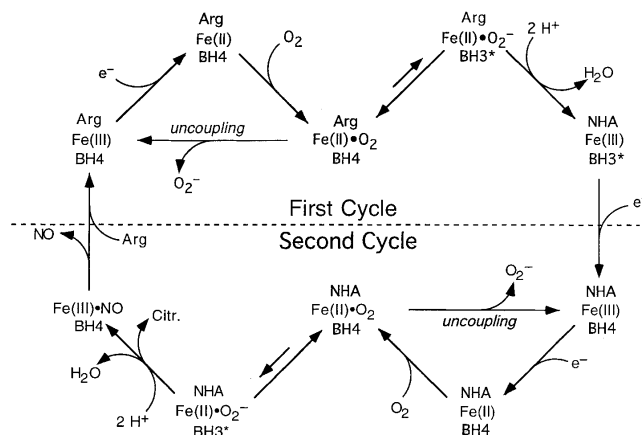 Arg
Fe(II)
BH4
O₂
e⁻
Arg
Fe(II)•O₂⁻
BH3*
2 H⁺
H₂O
Arg
Fe(III)
BH4
uncoupling
O₂⁻
Arg
Fe(II)•O₂
BH4
NHA
Fe(III)
BH3*
First Cycle
e
Second Cycle
NO
Arg
Fe(III)•NO
BH4
Citr.
H₂O
2 H⁺
NHA
Fe(II)•O₂⁻
BH3*
NHA
Fe(II)•O₂
BH4
O₂⁻
uncoupling
NHA
Fe(III)
BH4
e⁻
O₂
NHA
Fe(II)
BH4